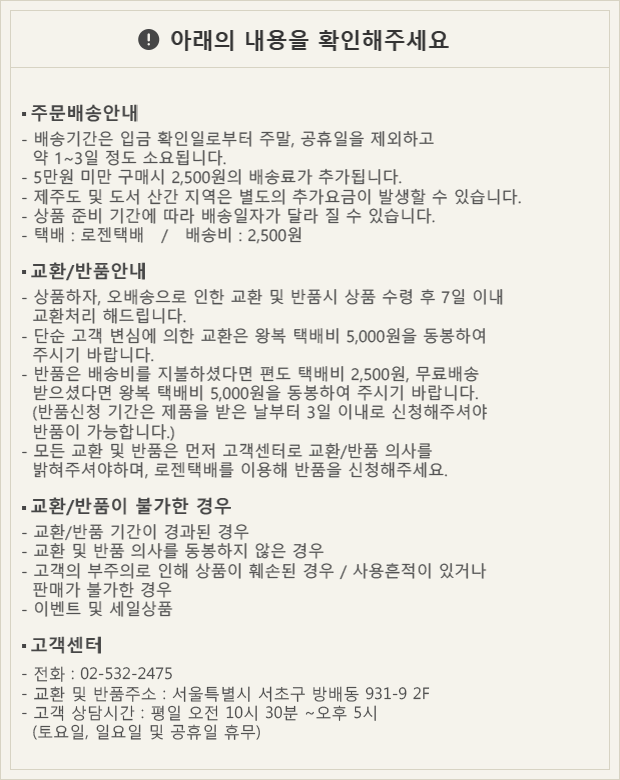 아래의 내용을 확인해주세요
주문배송안내
- 배송기간은 입금 확인일로부터 주말, 공휴일을 제외하고
약 1~3일 정도 소요됩니다.
- 5만원 미만 구매시 2,500원의 배송료가 추가됩니다.
- 제주도 및 도서 산간 지역은 별도의 추가요금이 발생할 수 있습니다.
- 상품 준비 기간에 따라 배송일자가 달라 질 수 있습니다.
- 택배 : 로젠택배 / 배송비 : 2,500원
교환/반품안내
- 상품하자, 오배송으로 인한 교환 및 반품시 상품 수령 후 7일 이내
교환처리 해드립니다.
- 단순 고객 변심에 의한 교환은 왕복 택배비 5,000원을 동봉하여
주시기 바랍니다.
- 반품은 배송비를 지불하셨다면 편도 택배비 2,500원, 무료배송
받으셨다면 왕복 택배비 5,000원을 동봉하여 주시기 바랍니다.
(반품신청 기간은 제품을 받은 날부터 3일 이내로 신청해주셔야
반품이 가능합니다.)
- 모든 교환 및 반품은 먼저 고객센터로 교환/반품 의사를
밝혀주셔야하며, 로젠택배를 이용해 반품을 신청해주세요.
교환/반품이 불가한 경우
- 교환/반품 기간이 경과된 경우
- 교환 및 반품 의사를 동봉하지 않은 경우
- 고객의 부주의로 인해 상품이 훼손된 경우 / 사용흔적이 있거나
판매가 불가한 경우
- 이벤트 및 세일상품
고객센터
- 전화 : 02-532-2475
- 교환 및 반품주소 : 서울특별시 서초구 방배동 931-9 2F
- 고객 상담시간 : 평일 오전 10시 30분 ~오후 5시
(토요일, 일요일 및 공휴일 휴무)